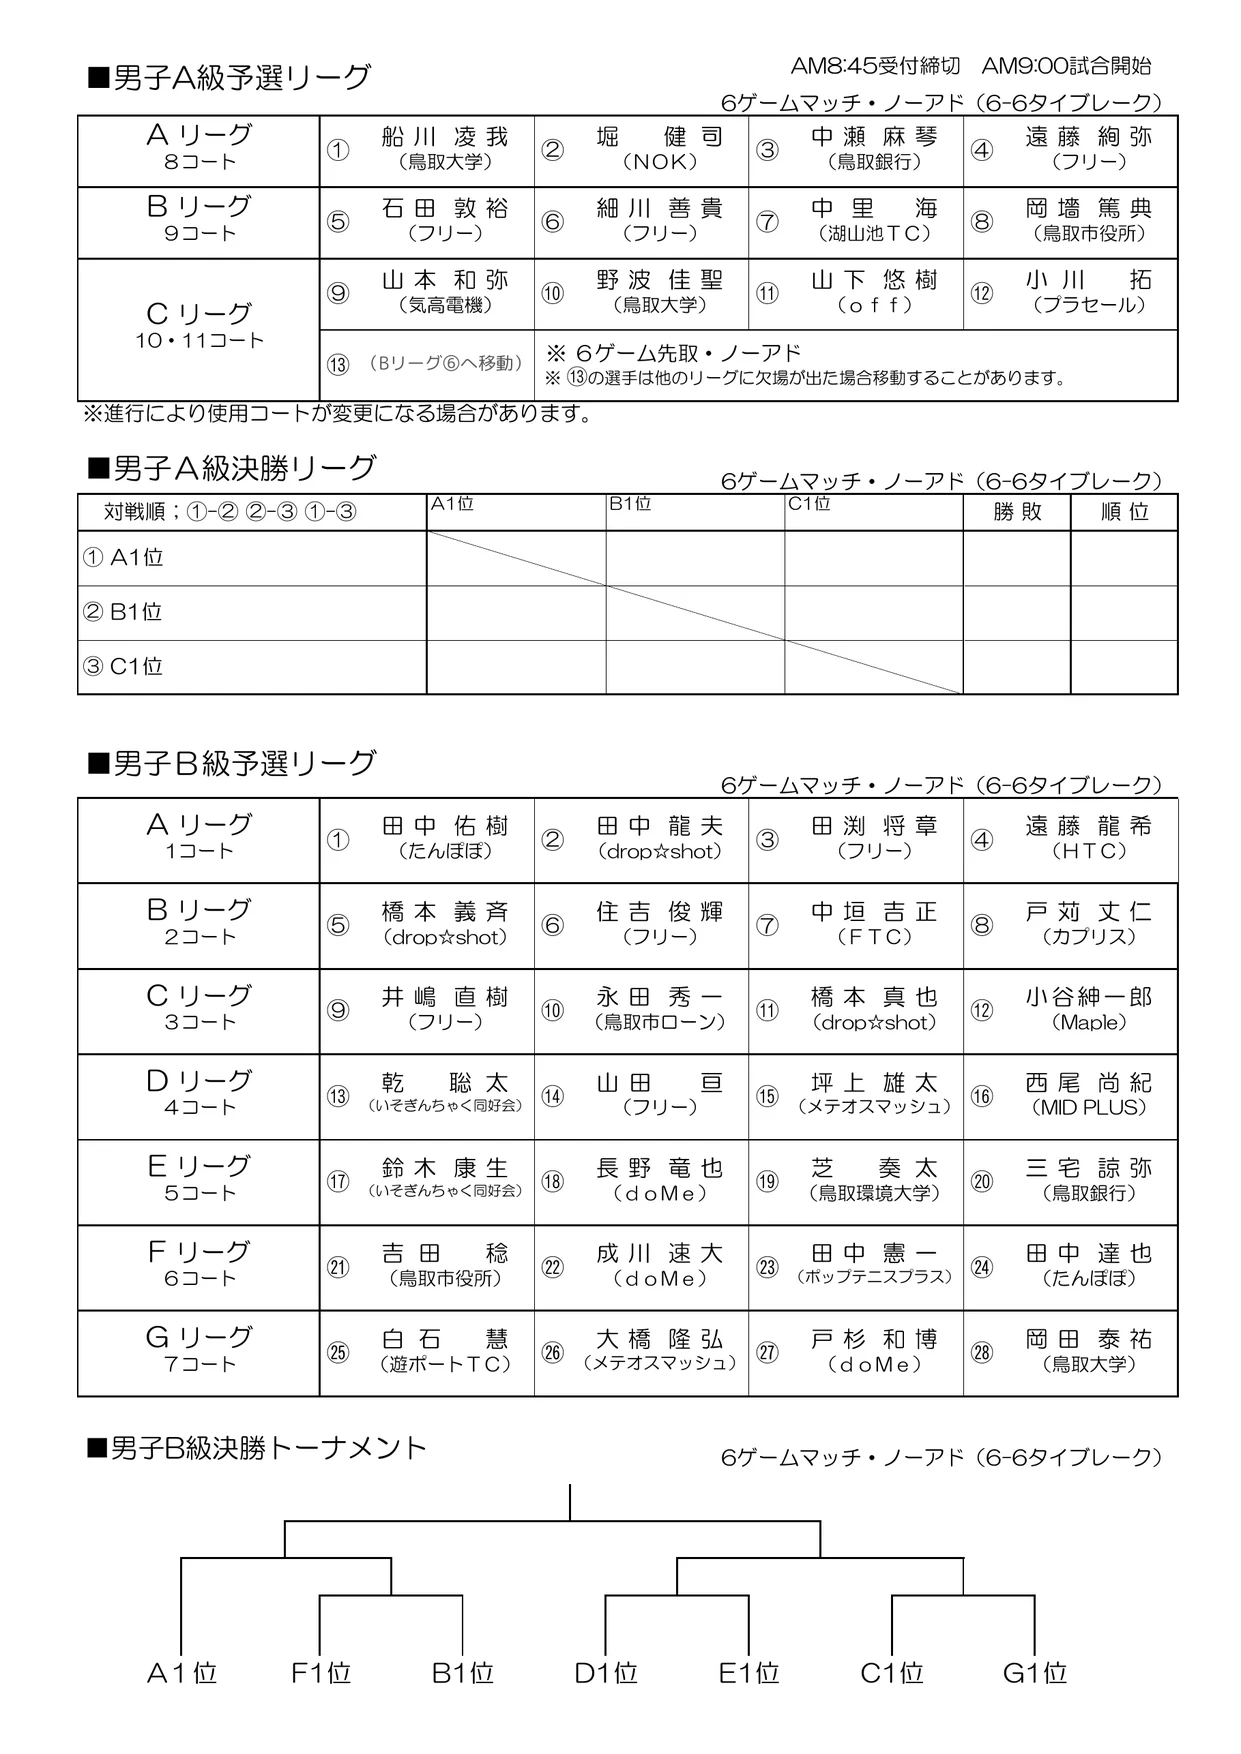 ■男子A級予選リーグ
AM8:45受付締切　AM9:00試合開始
6ゲームマッチ・ノーアド（6-6タイブレーク）
A リーグ ① 船川 凌我 ② 堀 健司 ③ 中瀬 麻琴 ④ 遠藤 絢弥
8コート （鳥取大学） （NOK） （鳥取銀行） （フリー）
B リーグ ⑤ 石田 敦裕 ⑥ 細川 善貴 ⑦ 中里 海 ⑧ 岡墻 篤典
9コート （フリー） （フリー） （湖山池TC） （鳥取市役所）
C リーグ ⑨ 山本 和弥 ⑩ 野波 佳聖 ⑪ 山下 悠樹 ⑫ 小川 拓
10・11コート （気高電機） （鳥取大学） （off） （プラセール）
⑬ （Bリーグ⑥へ移動） ※ 6ゲーム先取・ノーアド
※ ⑬の選手は他のリーグに欠場が出た場合移動することがあります。
※進行により使用コートが変更になる場合があります。
■男子A級決勝リーグ
6ゲームマッチ・ノーアド（6-6タイブレーク）
対戦順；①-② ②-③ ①-③ A1位 B1位 C1位 勝敗 順位
① A1位
② B1位
③ C1位
■男子B級予選リーグ
6ゲームマッチ・ノーアド（6-6タイブレーク）
A リーグ ① 田中 佑樹 ② 田中 龍夫 ③ 田渕 将章 ④ 遠藤 龍希
1コート （たんぽぽ） （drop☆shot） （フリー） （HTC）
B リーグ ⑤ 橋本 義斉 ⑥ 住吉 俊輝 ⑦ 中垣 吉正 ⑧ 戸苅 丈仁
2コート （drop☆shot） （フリー） （FTC） （カプリス）
C リーグ ⑨ 井嶋 直樹 ⑩ 永田 秀一 ⑪ 橋本 真也 ⑫ 小谷紳一郎
3コート （フリー） （鳥取市ローン） （drop☆shot） （Maple）
D リーグ ⑬ 乾 聡太 ⑭ 山田 亘 ⑮ 坪上 雄太 ⑯ 西尾 尚紀
4コート （いそぎんちゃく同好会） （フリー） （メテオスマッシュ） （MID PLUS）
E リーグ ⑰ 鈴木 康生 ⑱ 長野 竜也 ⑲ 芝 奏太 ⑳ 三宅 諒弥
5コート （いそぎんちゃく同好会） （doMe） （鳥取環境大学） （鳥取銀行）
F リーグ ㉑ 吉田 稔 ㉒ 成川 速大 ㉓ 田中 憲一 ㉔ 田中 達也
6コート （鳥取市役所） （doMe） （ポップテニスプラス） （たんぽぽ）
G リーグ ㉕ 白石 慧 ㉖ 大橋 隆弘 ㉗ 戸杉 和博 ㉘ 岡田 泰祐
7コート （遊ポートTC） （メテオスマッシュ） （doMe） （鳥取大学）
■男子B級決勝トーナメント
6ゲームマッチ・ノーアド（6-6タイブレーク）
A1位 F1位 B1位 D1位 E1位 C1位 G1位